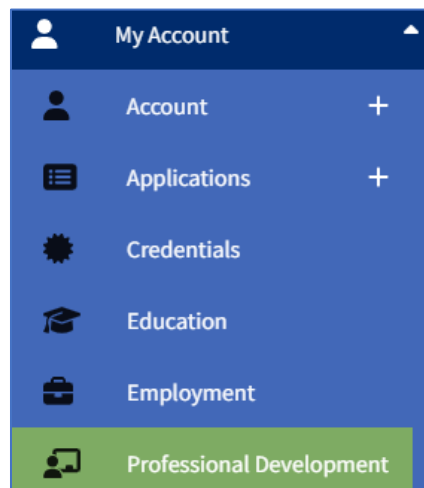 My Account
Account +
Applications +
Credentials
Education
Employment
Professional Development